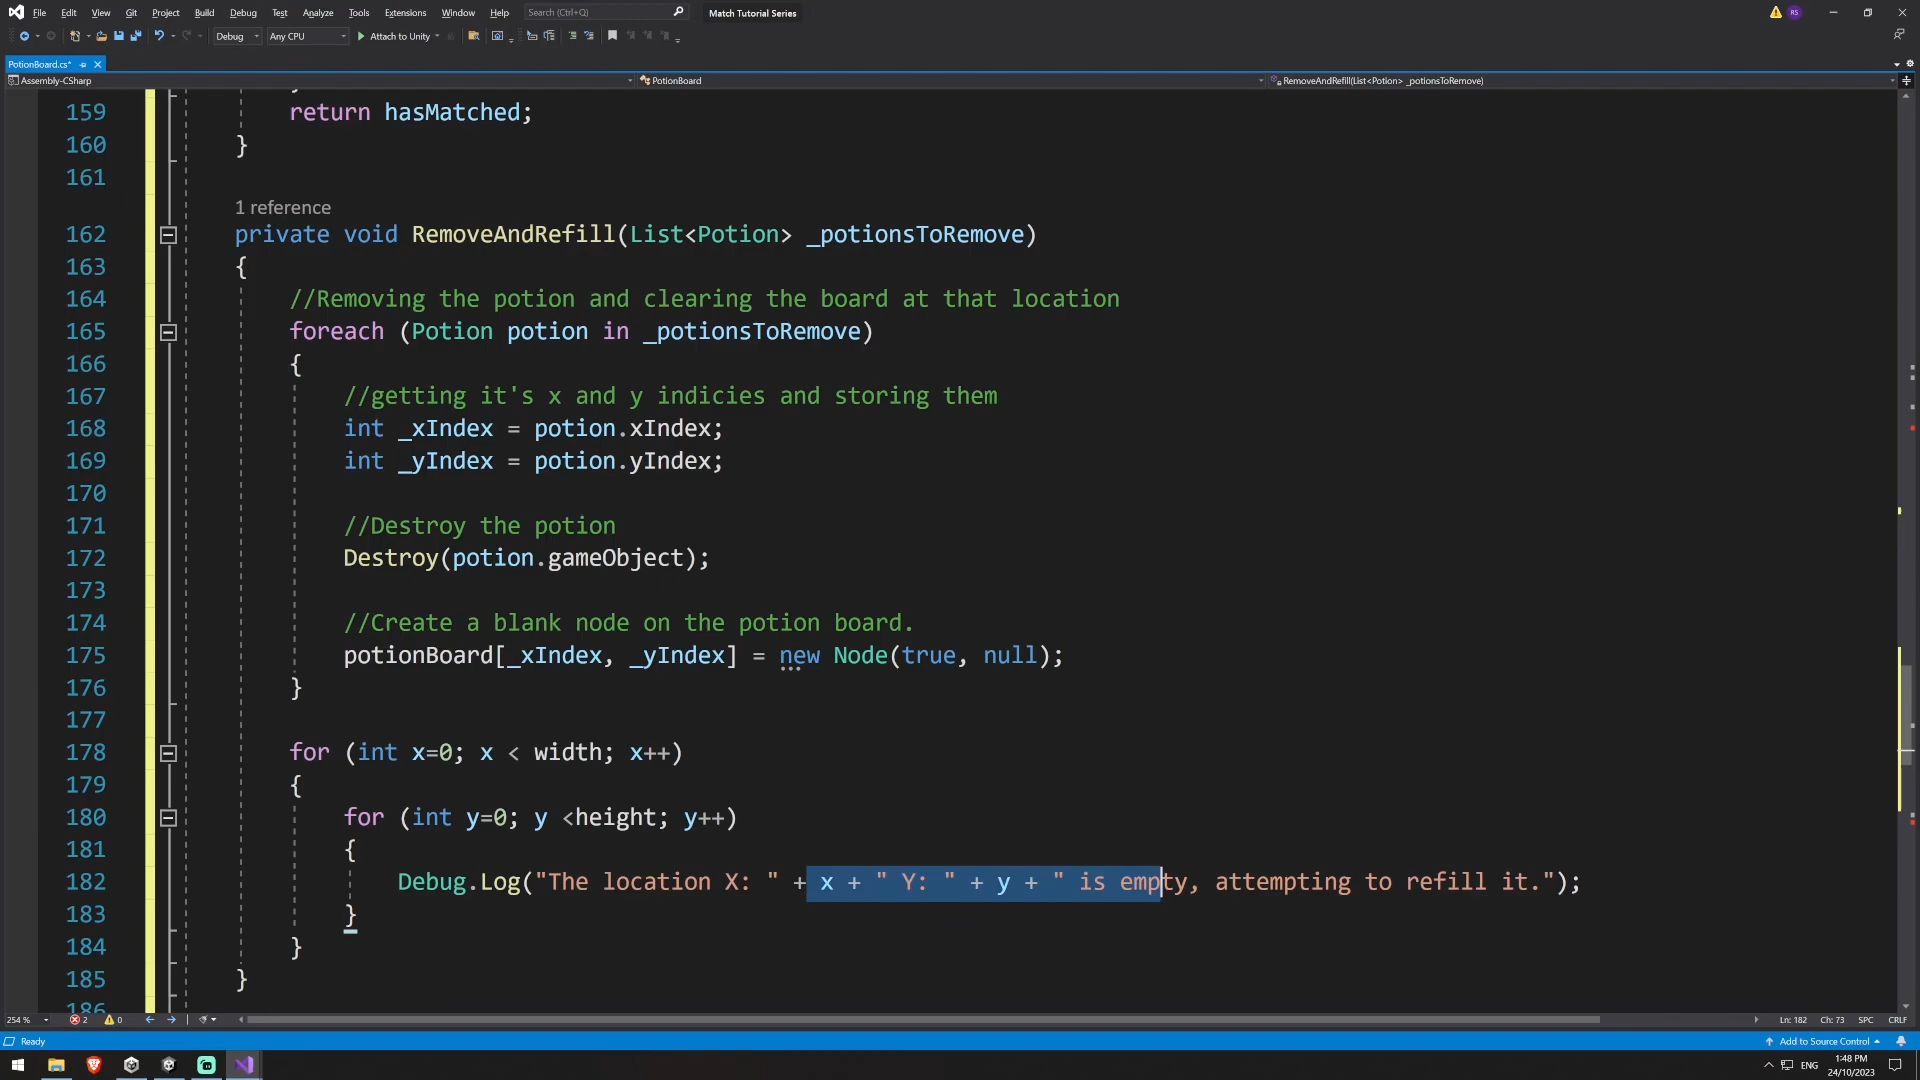 File Edit View Git Project Build Debug Test Analyze Tools Extensions Window Help Search (Ctrl+Q) Match Tutorial Series RS
Debug Any CPU Attach to Unity
PotionBoard.cs*
Assembly-CSharp PotionBoard RemoveAndRefill(List<Potion> _potionsToRemove)
159 return hasMatched;
160 }
161
1 reference
162 private void RemoveAndRefill(List<Potion> _potionsToRemove)
163 {
164 //Removing the potion and clearing the board at that location
165 foreach (Potion potion in _potionsToRemove)
166 {
167 //getting it's x and y indicies and storing them
168 int _xIndex = potion.xIndex;
169 int _yIndex = potion.yIndex;
170
171 //Destroy the potion
172 Destroy(potion.gameObject);
173
174 //Create a blank node on the potion board.
175 potionBoard[_xIndex, _yIndex] = new Node(true, null);
176 }
177
178 for (int x=0; x < width; x++)
179 {
180 for (int y=0; y <height; y++)
181 {
182 Debug.Log("The location X: " + x + " Y: " + y + " is empty, attempting to refill it.");
183 }
184 }
185 }
186
254 % 2 0 Ln: 182 Ch: 73 SPC CRLF
Ready Add to Source Control
ENG 1:48 PM
24/10/2023